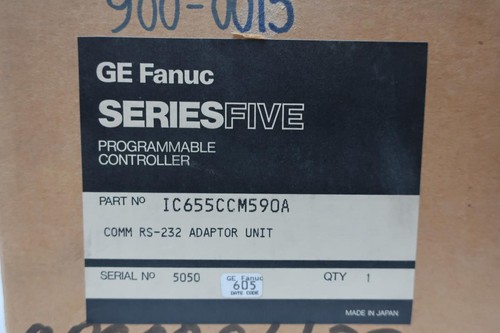 900-0015
GE Fanuc
SERIESFIVE
PROGRAMMABLE
CONTROLLER
PART No IC655CCM590A
COMM RS-232 ADAPTOR UNIT
SERIAL No 5050 GE Fanuc 605 DATE CODE QTY 1
MADE IN JAPAN